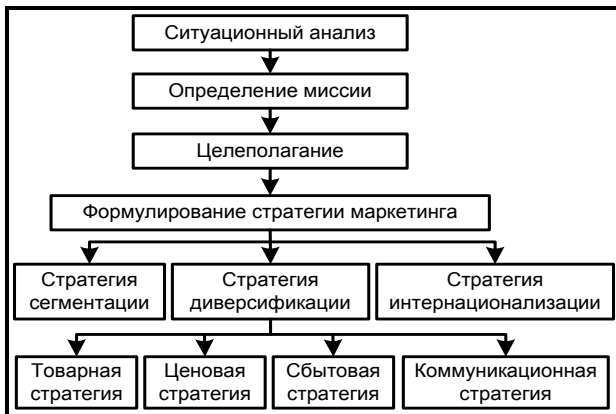 Ситуационный анализ
Определение миссии
Целеполагание
Формулирование стратегии маркетинга
Стратегия
сегментации
Стратегия
диверсификации
Стратегия
интернационализации
Товарная
стратегия
Ценовая
стратегия
Сбытовая
стратегия
Коммуникационная
стратегия